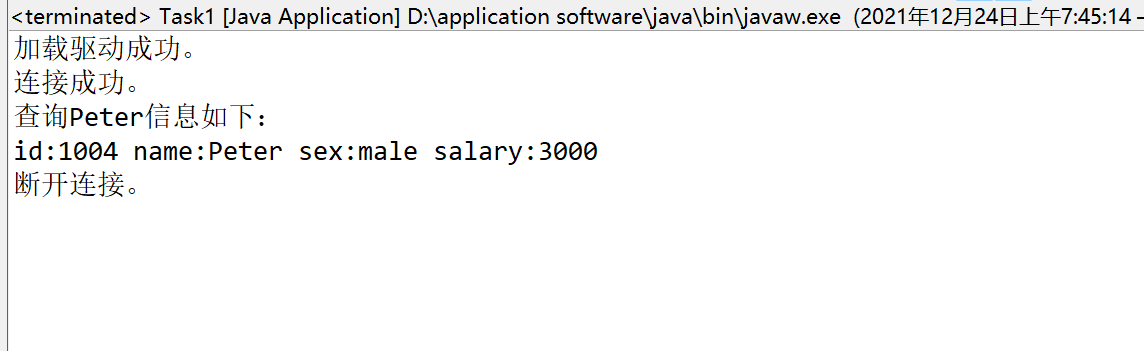 <terminated> Task1 [Java Application] D:\application software\java\bin\javaw.exe  (2021年12月24日上午7:45:14 –
加载驱动成功。
连接成功。
查询Peter信息如下：
id:1004 name:Peter sex:male salary:3000
断开连接。